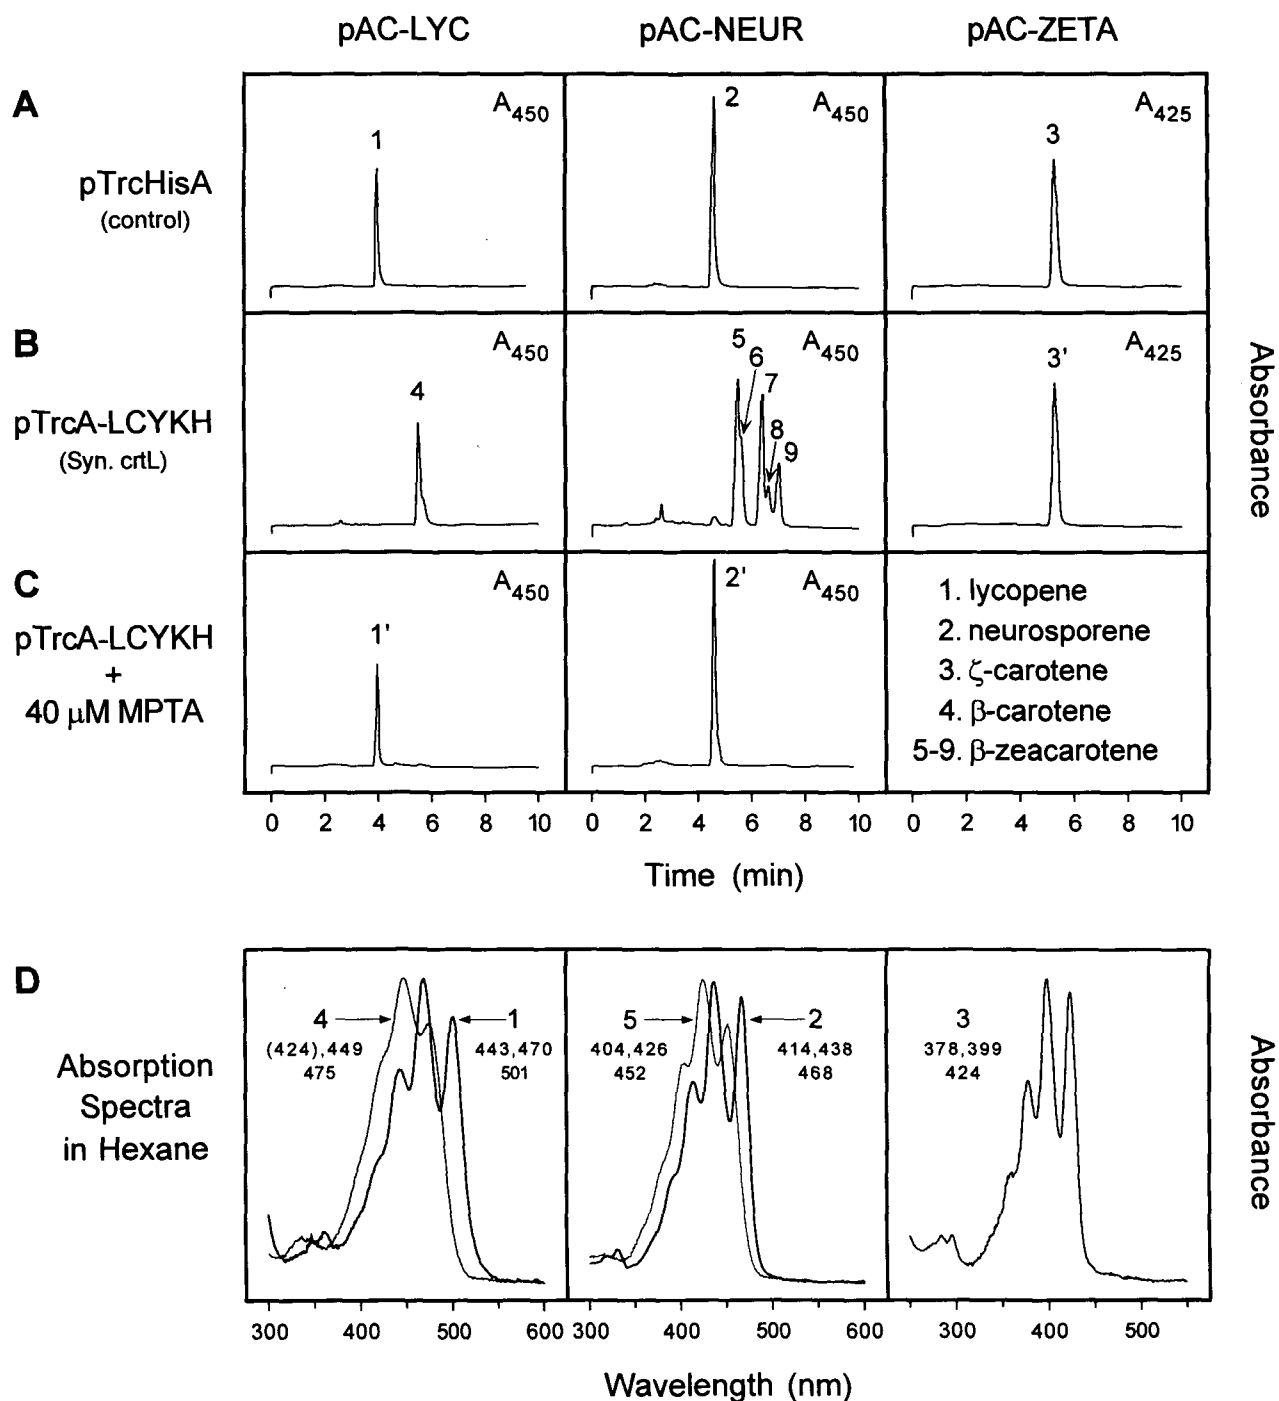 pAC-LYC pAC-NEUR pAC-ZETA
A
pTrcHisA
(control)
A450
1
A450
2
A425
3
B
pTrcA-LCYKH
(Syn. crtL)
A450
4
A450
5
6
7
8
9
A425
3'
Absorbance
C
pTrcA-LCYKH
+
40 μM MPTA
A450
1'
A450
2'
1. lycopene
2. neurosporene
3. ζ-carotene
4. β-carotene
5-9. β-zeacarotene
0 2 4 6 8 10 0 2 4 6 8 10 0 2 4 6 8 10
Time (min)
D
Absorption
Spectra
in Hexane
4
(424),449
475
1
443,470
501
5
404,426
452
2
414,438
468
3
378,399
424
Absorbance
300 400 500 600 300 400 500 600 300 400 500
Wavelength (nm)